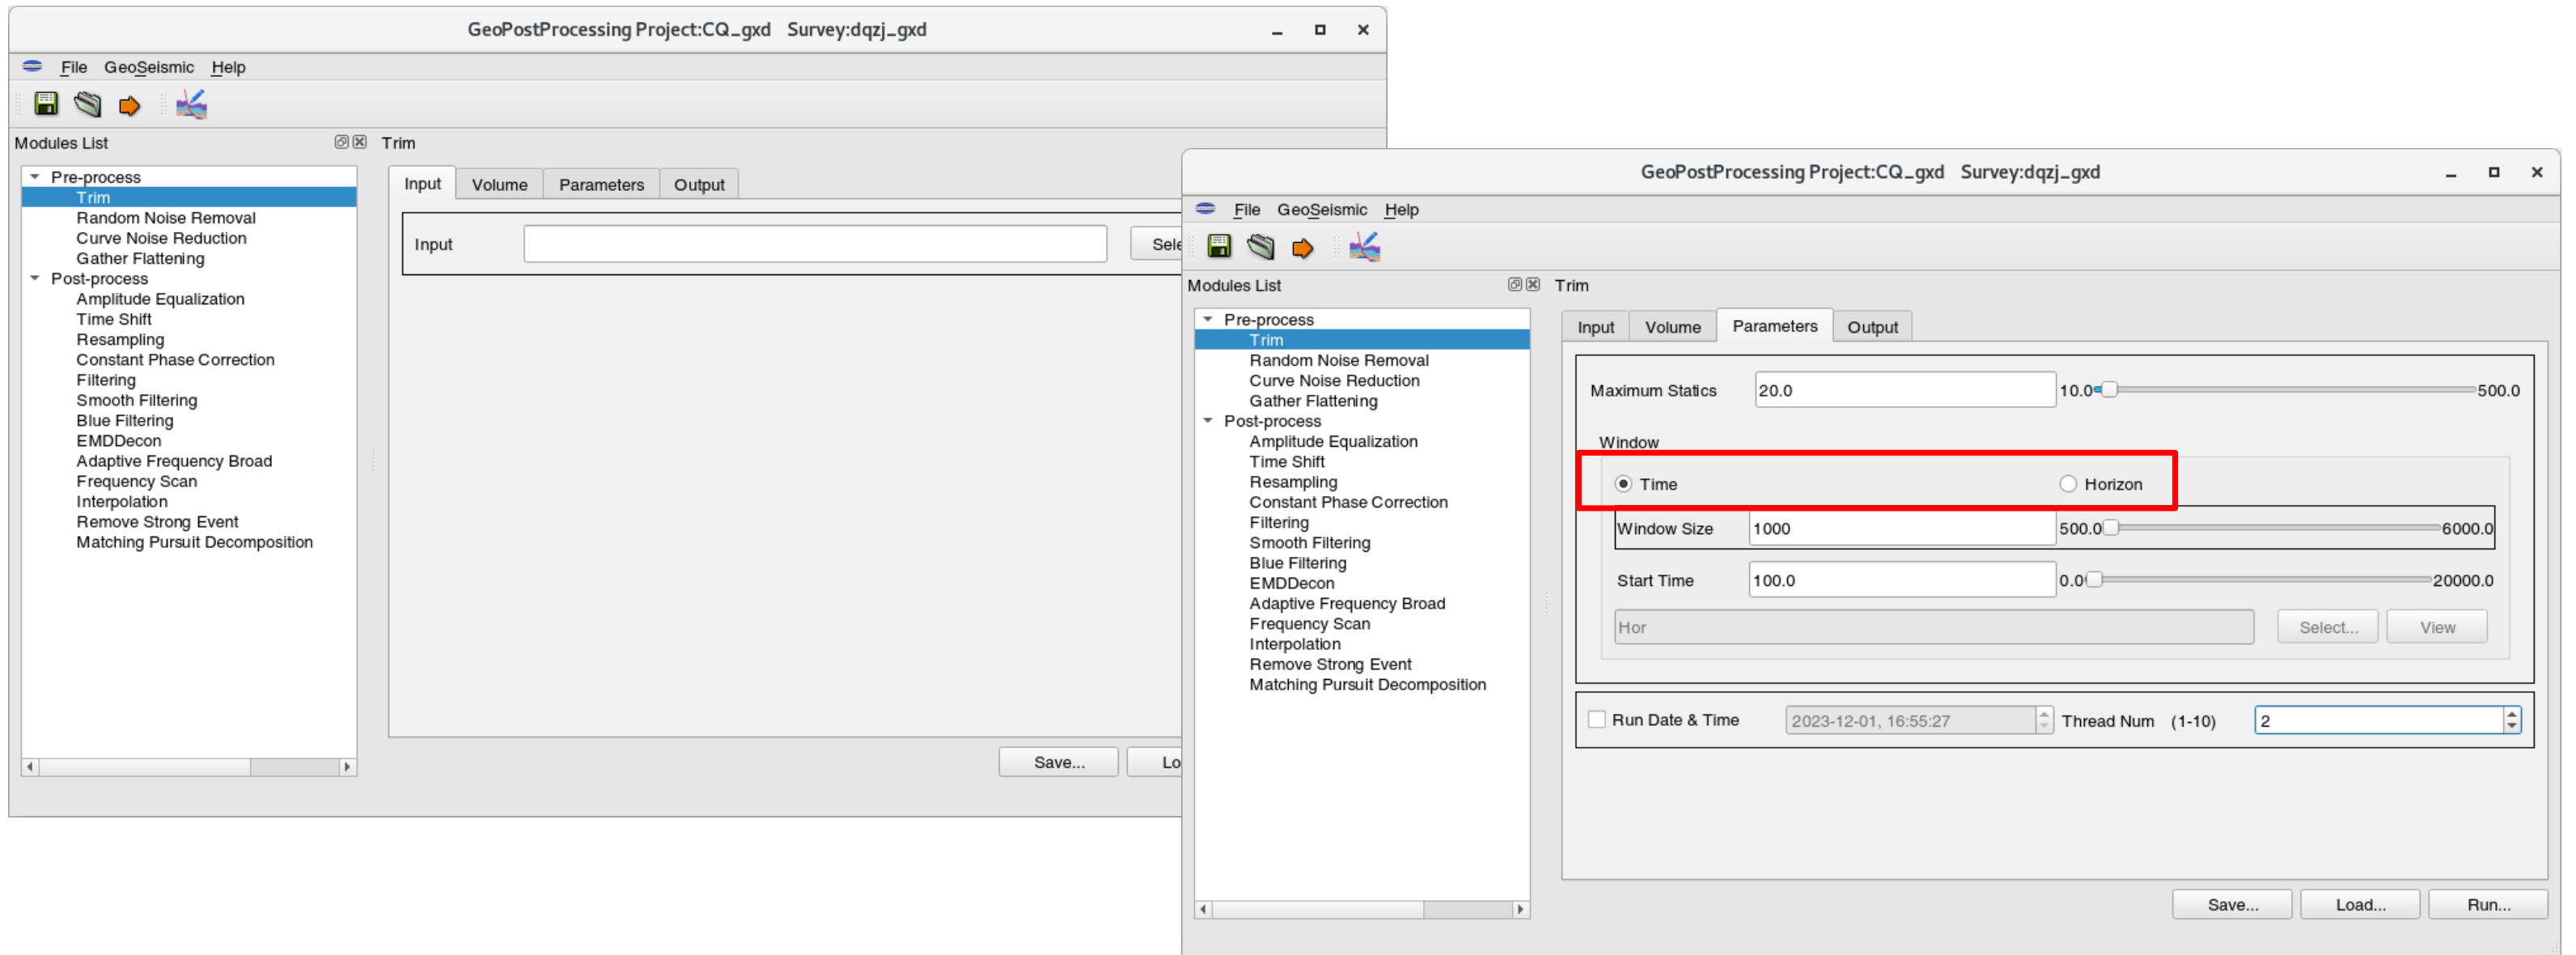 GeoPostProcessing Project:CQ_gxd Survey:dqzj_gxd
File GeoSeismic Help
Modules List
Trim
Pre-process
Trim
Random Noise Removal
Curve Noise Reduction
Gather Flattening
Post-process
Amplitude Equalization
Time Shift
Resampling
Constant Phase Correction
Filtering
Smooth Filtering
Blue Filtering
EMDDecon
Adaptive Frequency Broad
Frequency Scan
Interpolation
Remove Strong Event
Matching Pursuit Decomposition
Input Volume Parameters Output
Input Sele
Save... Lo
GeoPostProcessing Project:CQ_gxd Survey:dqzj_gxd
File GeoSeismic Help
Modules List
Trim
Pre-process
Trim
Random Noise Removal
Curve Noise Reduction
Gather Flattening
Post-process
Amplitude Equalization
Time Shift
Resampling
Constant Phase Correction
Filtering
Smooth Filtering
Blue Filtering
EMDDecon
Adaptive Frequency Broad
Frequency Scan
Interpolation
Remove Strong Event
Matching Pursuit Decomposition
Input Volume Parameters Output
Maximum Statics 20.0 10.0 500.0
Window
Time Horizon
Window Size 1000 500.0 6000.0
Start Time 100.0 0.0 20000.0
Hor Select... View
Run Date & Time 2023-12-01, 16:55:27 Thread Num (1-10) 2
Save... Load... Run...